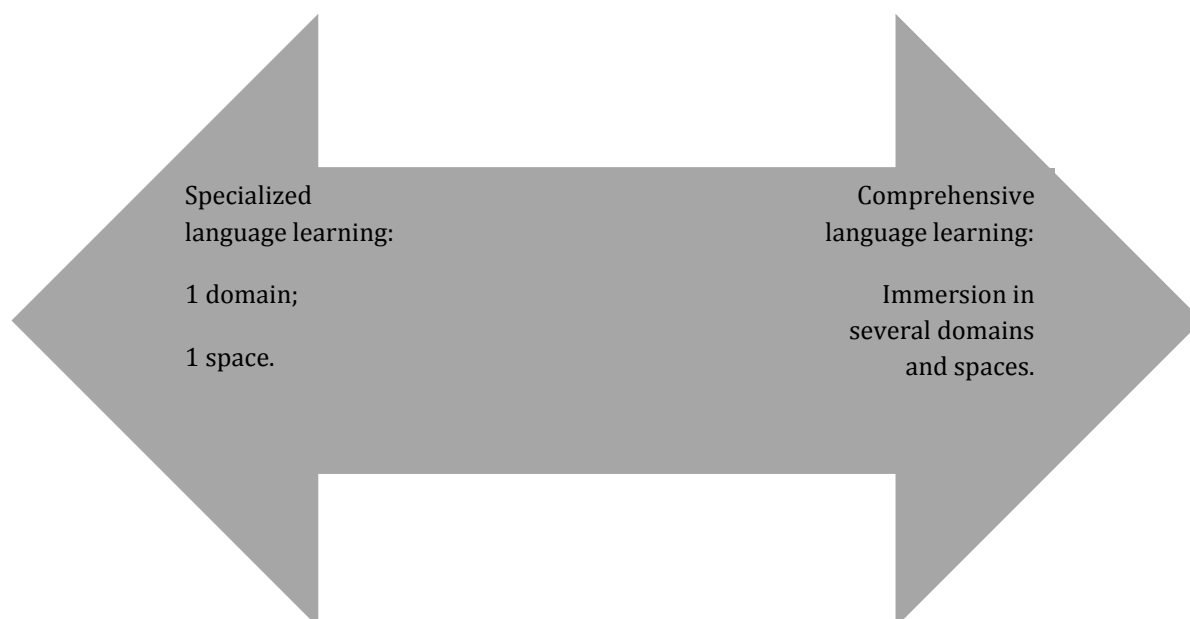 Specialized
language learning:
1 domain;
1 space.
Comprehensive
language learning:
Immersion in
several domains
and spaces.